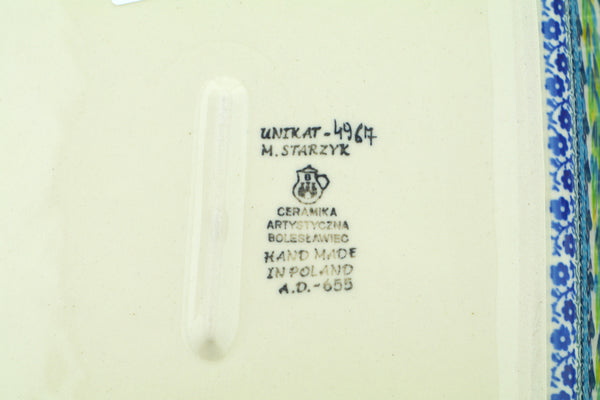 UNIKAT-4967
M. STARZYK
B
CERAMIKA
ARTYSTYCZNA
BOLESŁAWIEC
HAND MADE
IN POLAND
A.D.-655